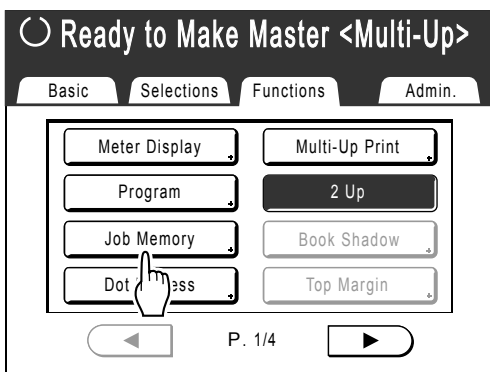 Ready to Make Master <Multi-Up>
Basic Selections Functions Admin.
Meter Display Multi-Up Print
Program 2 Up
Job Memory Book Shadow
Dot Top Margin
P. 1/4